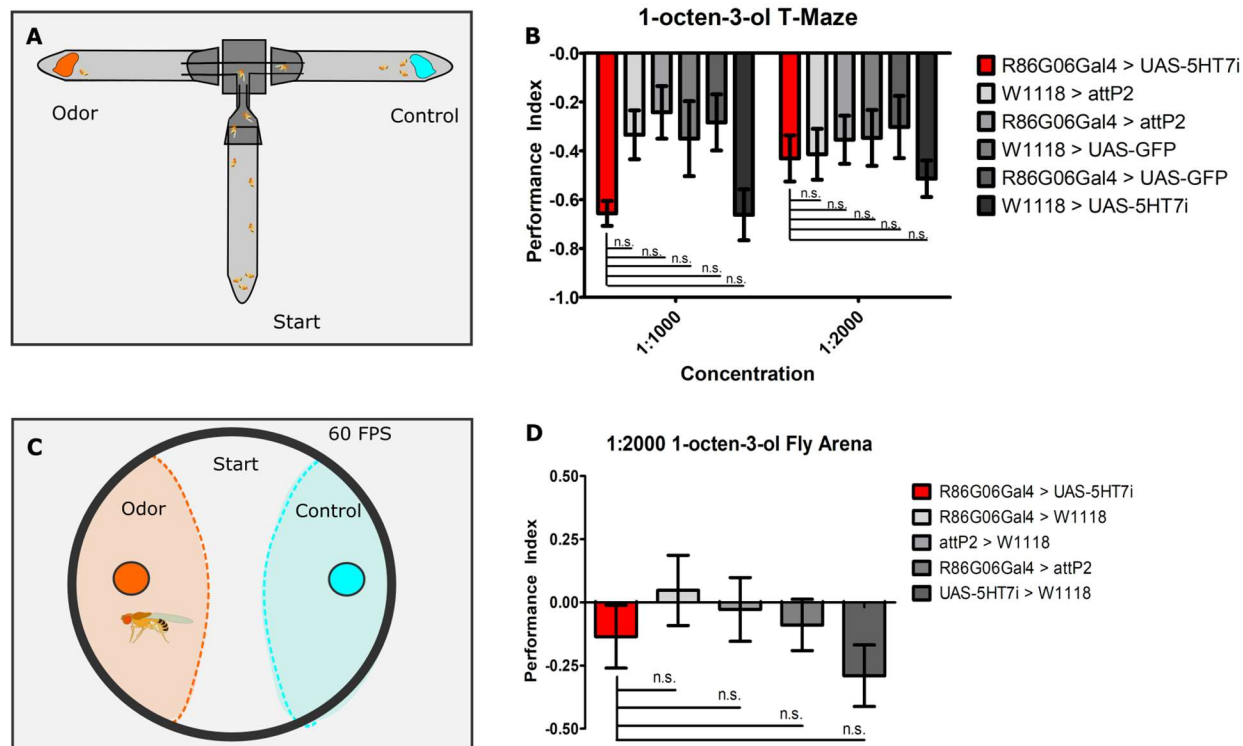 A
Odor
Control
Start
B
1-octen-3-ol T-Maze
Performance Index
-0.0
-0.2
-0.4
-0.6
-0.8
-1.0
n.s.
n.s.
n.s.
n.s.
n.s.
n.s.
n.s.
n.s.
n.s.
n.s.
1:1000
1:2000
Concentration
R86G06Gal4 > UAS-5HT7i
W1118 > attP2
R86G06Gal4 > attP2
W1118 > UAS-GFP
R86G06Gal4 > UAS-GFP
W1118 > UAS-5HT7i
C
60 FPS
Start
Odor
Control
D
1:2000 1-octen-3-ol Fly Arena
Performance Index
0.50
0.25
0.00
-0.25
-0.50
n.s.
n.s.
n.s.
n.s.
R86G06Gal4 > UAS-5HT7i
R86G06Gal4 > W1118
attP2 > W1118
R86G06Gal4 > attP2
UAS-5HT7i > W1118